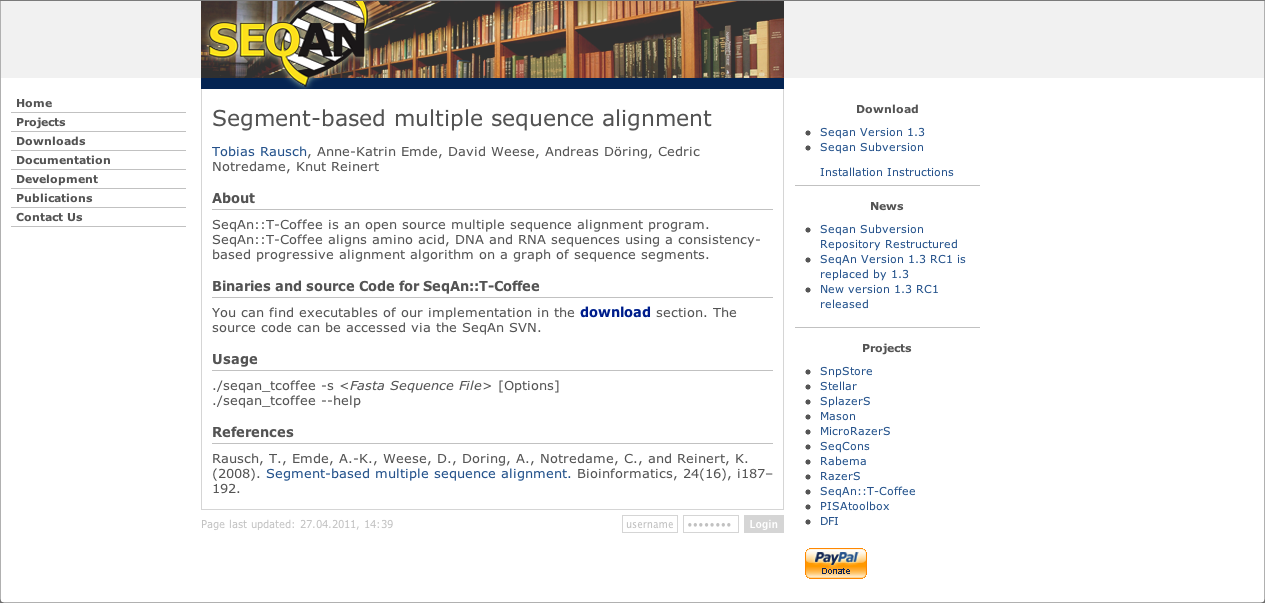 SEQAN
Home
Projects
Downloads
Documentation
Development
Publications
Contact Us
Segment-based multiple sequence alignment
Tobias Rausch, Anne-Katrin Emde, David Weese, Andreas Döring, Cedric
Notredame, Knut Reinert
About
SeqAn::T-Coffee is an open source multiple sequence alignment program.
SeqAn::T-Coffee aligns amino acid, DNA and RNA sequences using a consistency-
based progressive alignment algorithm on a graph of sequence segments.
Binaries and source Code for SeqAn::T-Coffee
You can find executables of our implementation in the download section. The
source code can be accessed via the SeqAn SVN.
Usage
./seqan_tcoffee -s <Fasta Sequence File> [Options]
./seqan_tcoffee --help
References
Rausch, T., Emde, A.-K., Weese, D., Doring, A., Notredame, C., and Reinert, K.
(2008). Segment-based multiple sequence alignment. Bioinformatics, 24(16), i187–
192.
Page last updated: 27.04.2011, 14:39
username
Login
Download
Seqan Version 1.3
Seqan Subversion
Installation Instructions
News
Seqan Subversion
Repository Restructured
SeqAn Version 1.3 RC1 is
replaced by 1.3
New version 1.3 RC1
released
Projects
SnpStore
Stellar
SplazerS
Mason
MicroRazerS
SeqCons
Rabema
RazerS
SeqAn::T-Coffee
PISAtoolbox
DFI
PayPal
Donate